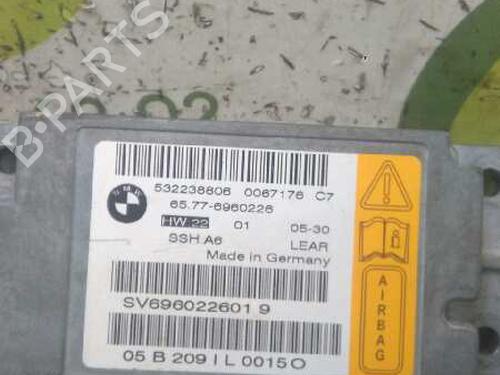 B-PARTS
BMW
532238606 0067176 C7
65.77-6960226
HW 22 01 05-30
SSH A6 LEAR
Made in Germany
SV696022601 9
05 B 209 I L 0015 O
AIRBAG